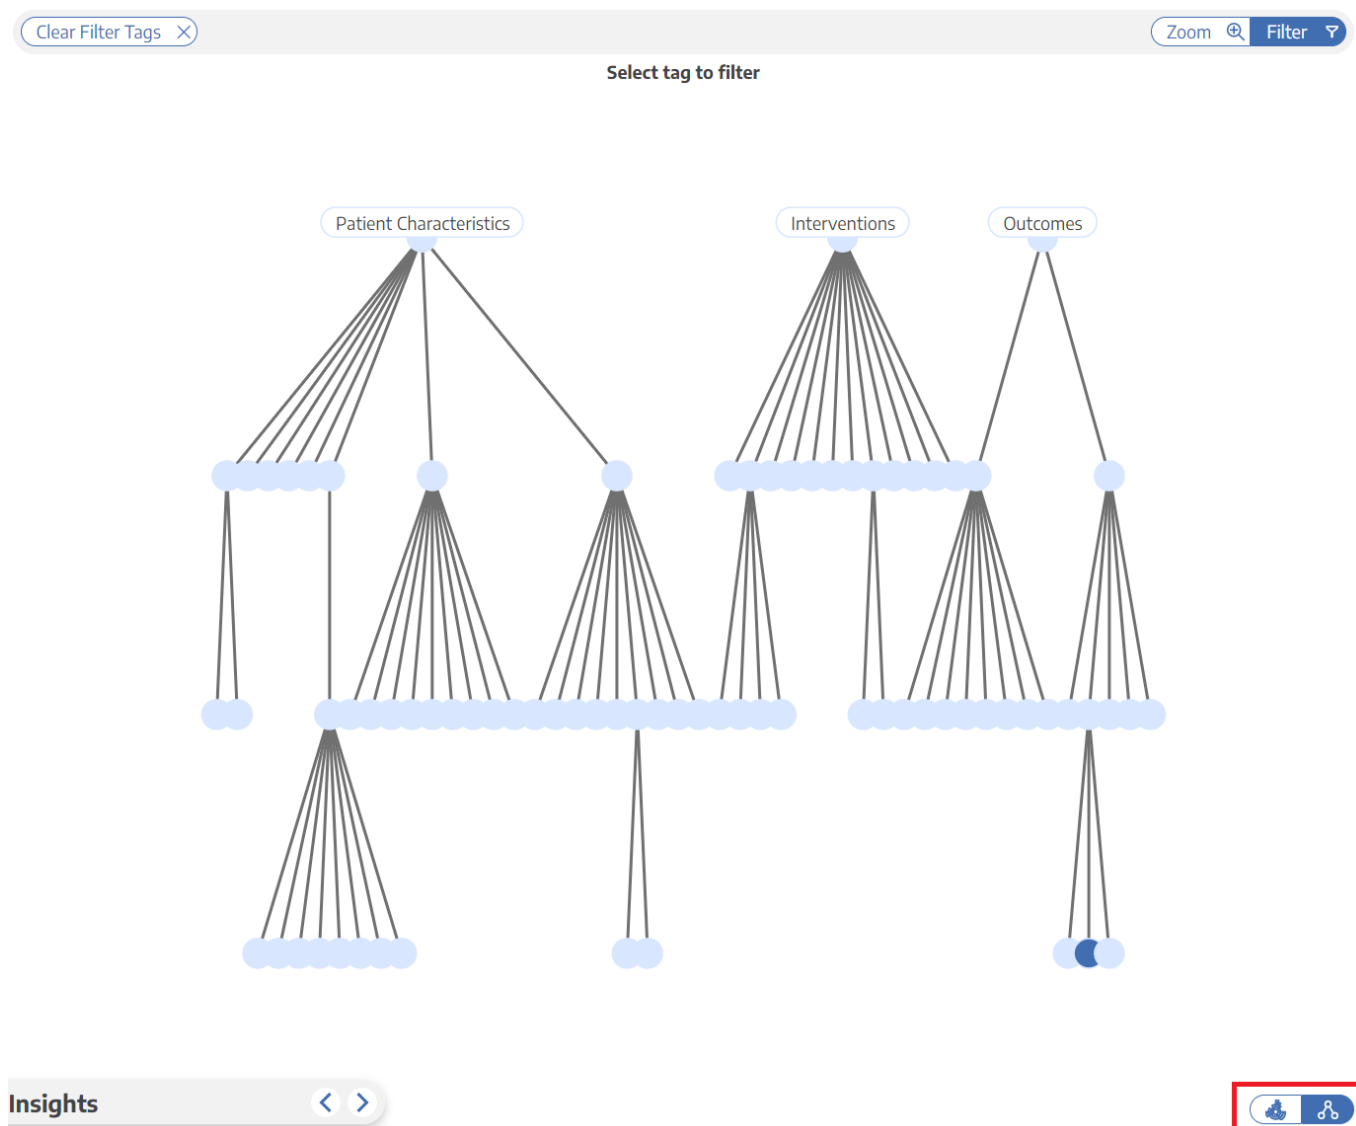 Clear Filter Tags
Zoom
Filter
Select tag to filter
Patient Characteristics
Interventions
Outcomes
Insights